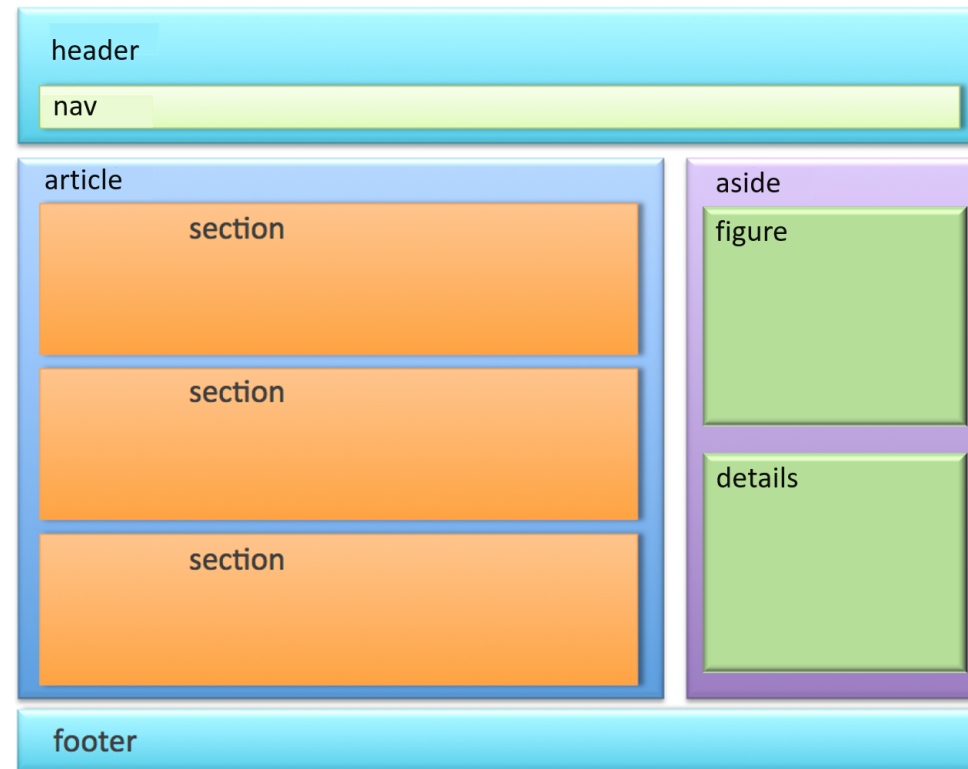 header
nav
article
section
section
section
aside
figure
details
footer